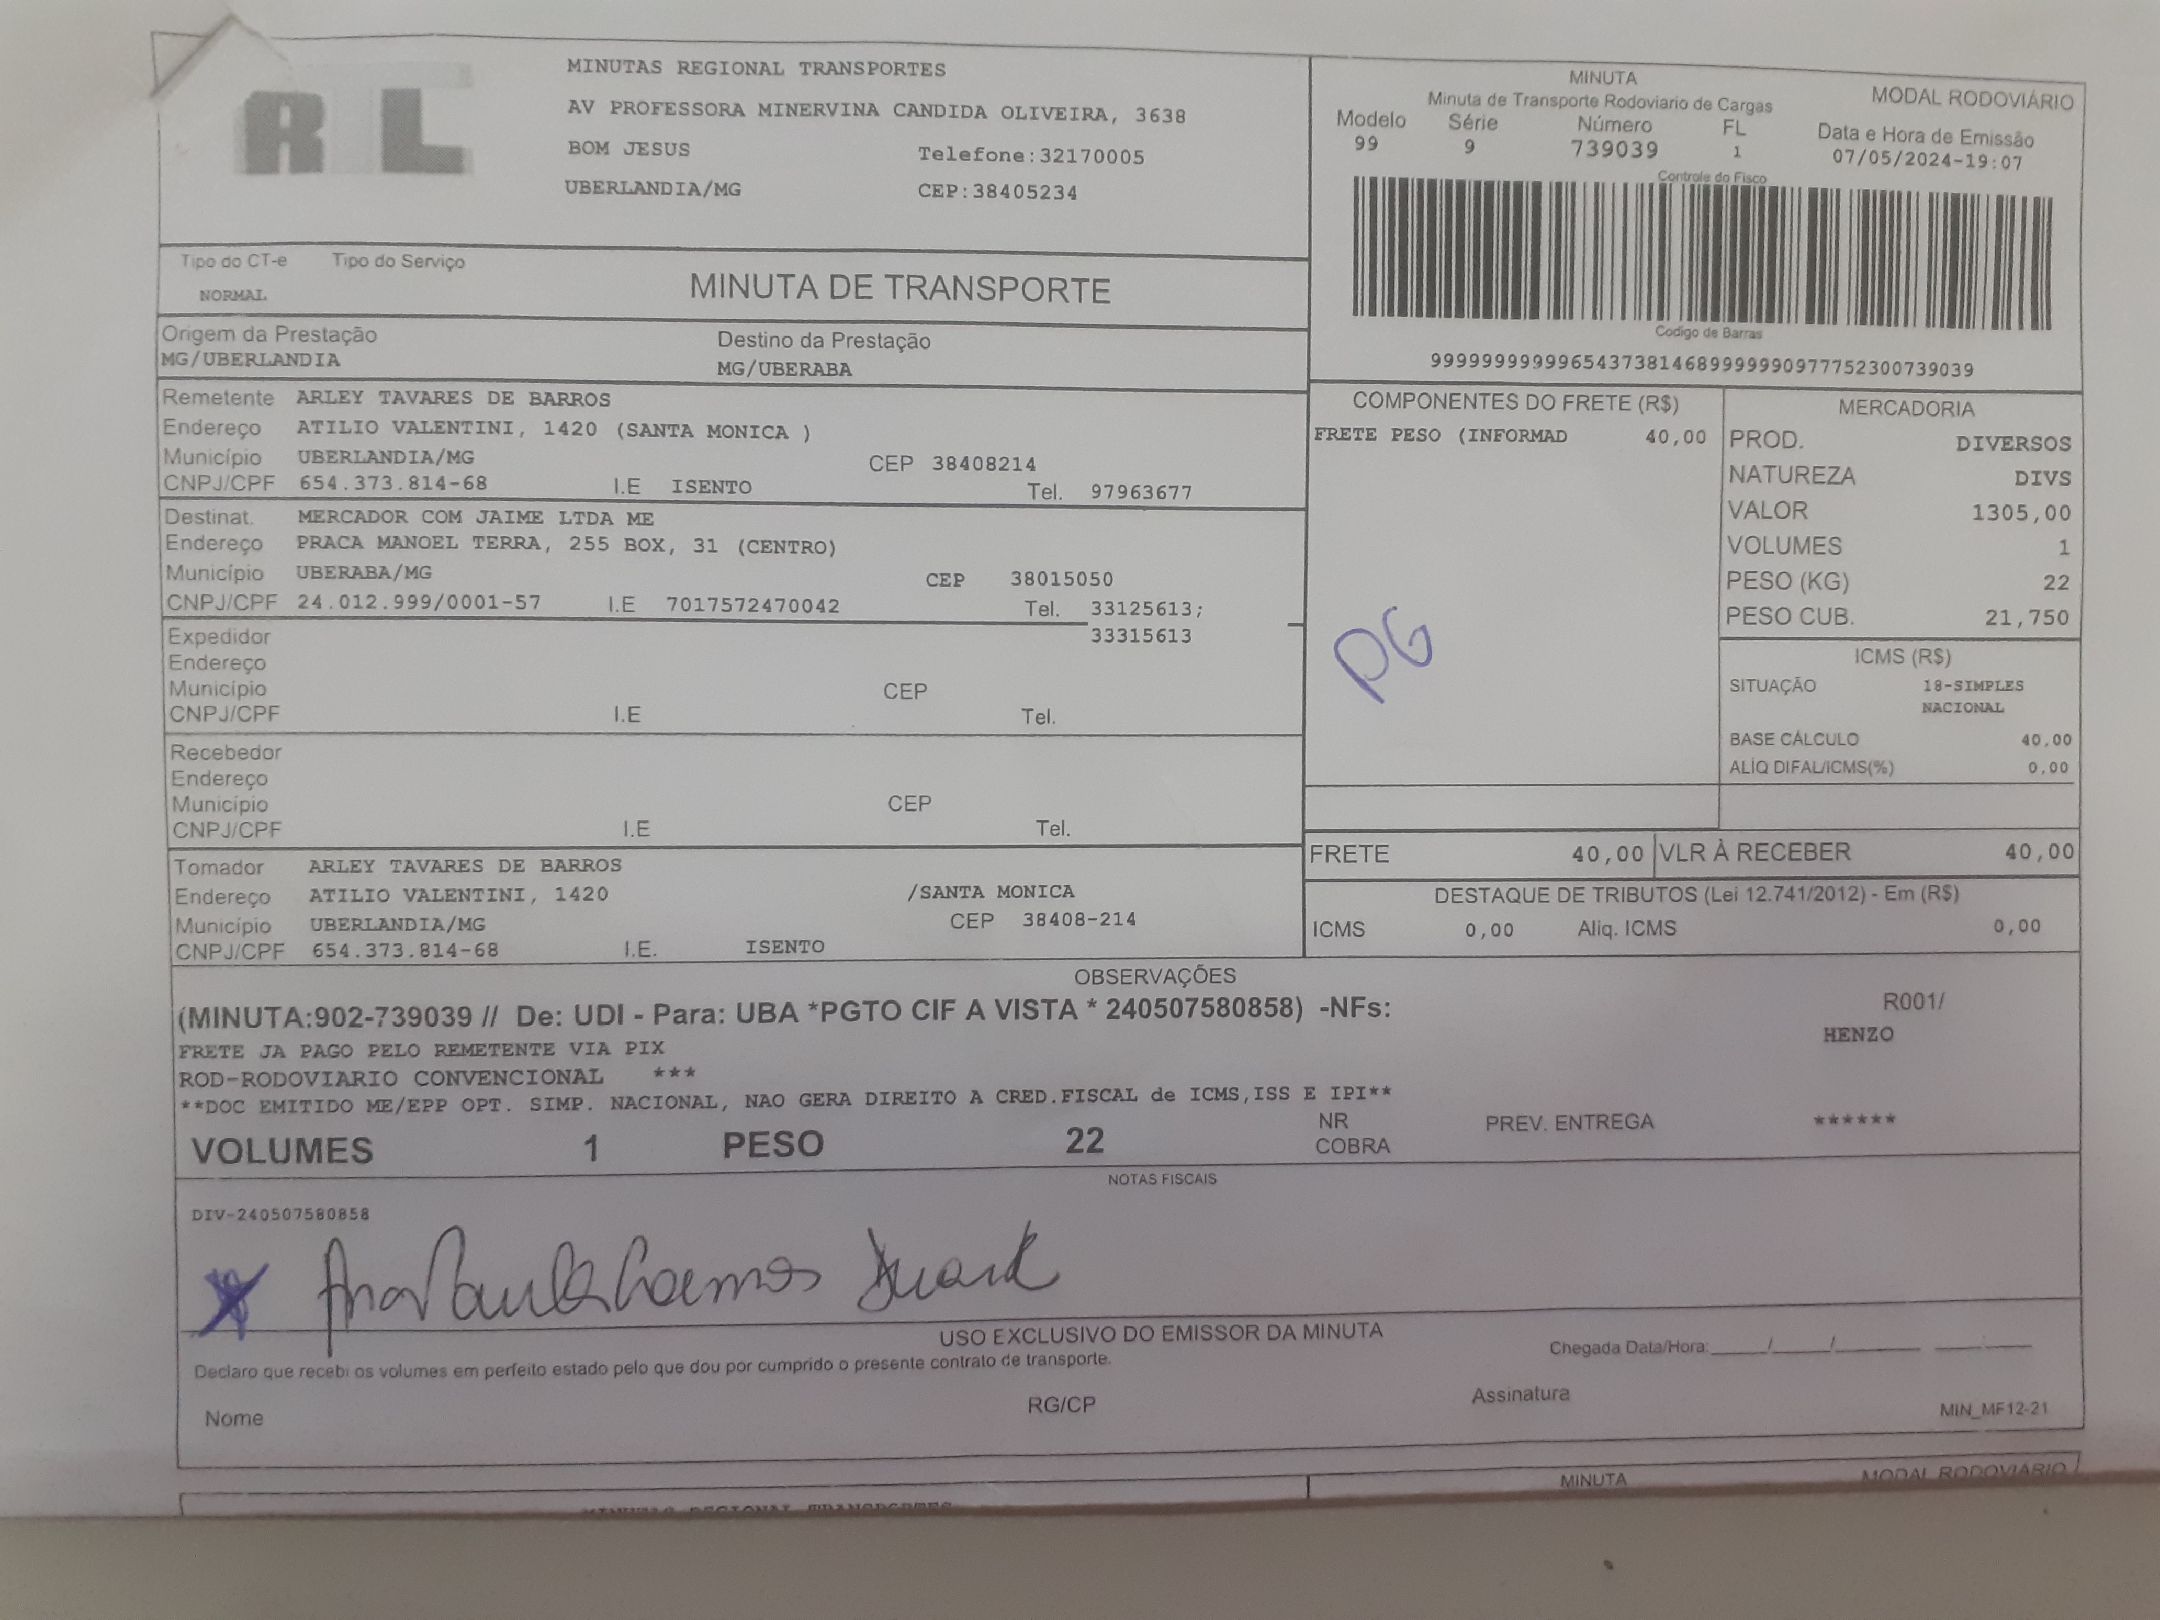 RL
MINUTAS REGIONAL TRANSPORTES
AV PROFESSORA MINERVINA CANDIDA OLIVEIRA, 3638
BOM JESUS Telefone:32170005
UBERLANDIA/MG CEP:38405234
MINUTA MODAL RODOVIÁRIO
Minuta de Transporte Rodoviario de Cargas
Modelo Série Número FL Data e Hora de Emissão
99 9 739039 1 07/05/2024-19:07
Controle do Fisco
Codigo de Barras
Tipo do CT-e Tipo do Serviço
NORMAL
MINUTA DE TRANSPORTE
Origem da Prestação Destino da Prestação
MG/UBERLANDIA MG/UBERABA
Remetente ARLEY TAVARES DE BARROS
Endereço ATILIO VALENTINI, 1420 (SANTA MONICA )
Município UBERLANDIA/MG CEP 38408214
CNPJ/CPF 654.373.814-68 I.E ISENTO Tel. 97963677
Destinat. MERCADOR COM JAIME LTDA ME
Endereço PRACA MANOEL TERRA, 255 BOX, 31 (CENTRO)
Município UBERABA/MG CEP 38015050
CNPJ/CPF 24.012.999/0001-57 I.E 7017572470042 Tel. 33125613;
33315613
Expedidor
Endereço
Município CEP
CNPJ/CPF I.E Tel.
Recebedor
Endereço
Município CEP
CNPJ/CPF I.E Tel.
Tomador ARLEY TAVARES DE BARROS
Endereço ATILIO VALENTINI, 1420 /SANTA MONICA
Município UBERLANDIA/MG CEP 38408-214
CNPJ/CPF 654.373.814-68 I.E. ISENTO
COMPONENTES DO FRETE (R$)
FRETE PESO (INFORMAD 40,00
PG
MERCADORIA
PROD. DIVERSOS
NATUREZA DIVS
VALOR 1305,00
VOLUMES 1
PESO (KG) 22
PESO CUB. 21,750
ICMS (R$)
SITUAÇÃO 18-SIMPLES
NACIONAL
BASE CÁLCULO 40,00
ALÍQ DIFAL/ICMS(%) 0,00
FRETE 40,00 VLR À RECEBER 40,00
DESTAQUE DE TRIBUTOS (Lei 12.741/2012) - Em (R$)
ICMS 0,00 Aliq. ICMS 0,00
OBSERVAÇÕES
(MINUTA:902-739039 // De: UDI - Para: UBA *PGTO CIF A VISTA * 240507580858) -NFs: R001/
HENZO
FRETE JA PAGO PELO REMETENTE VIA PIX
ROD-RODOVIARIO CONVENCIONAL ***
**DOC EMITIDO ME/EPP OPT. SIMP. NACIONAL, NAO GERA DIREITO A CRED.FISCAL de ICMS,ISS E IPI**
VOLUMES 1 PESO 22 NR COBRA PREV. ENTREGA ******
NOTAS FISCAIS
DIV-240507580858
Ana Paula Ramos Duarte
USO EXCLUSIVO DO EMISSOR DA MINUTA
Declaro que recebi os volumes em perfeito estado pelo que dou por cumprido o presente contrato de transporte. Chegada Data/Hora:____/____/____
Nome RG/CP Assinatura
MIN_MF12-21
MINUTA MODAL RODOVIÁRIO
MINUTAS REGIONAL TRANSPORTES